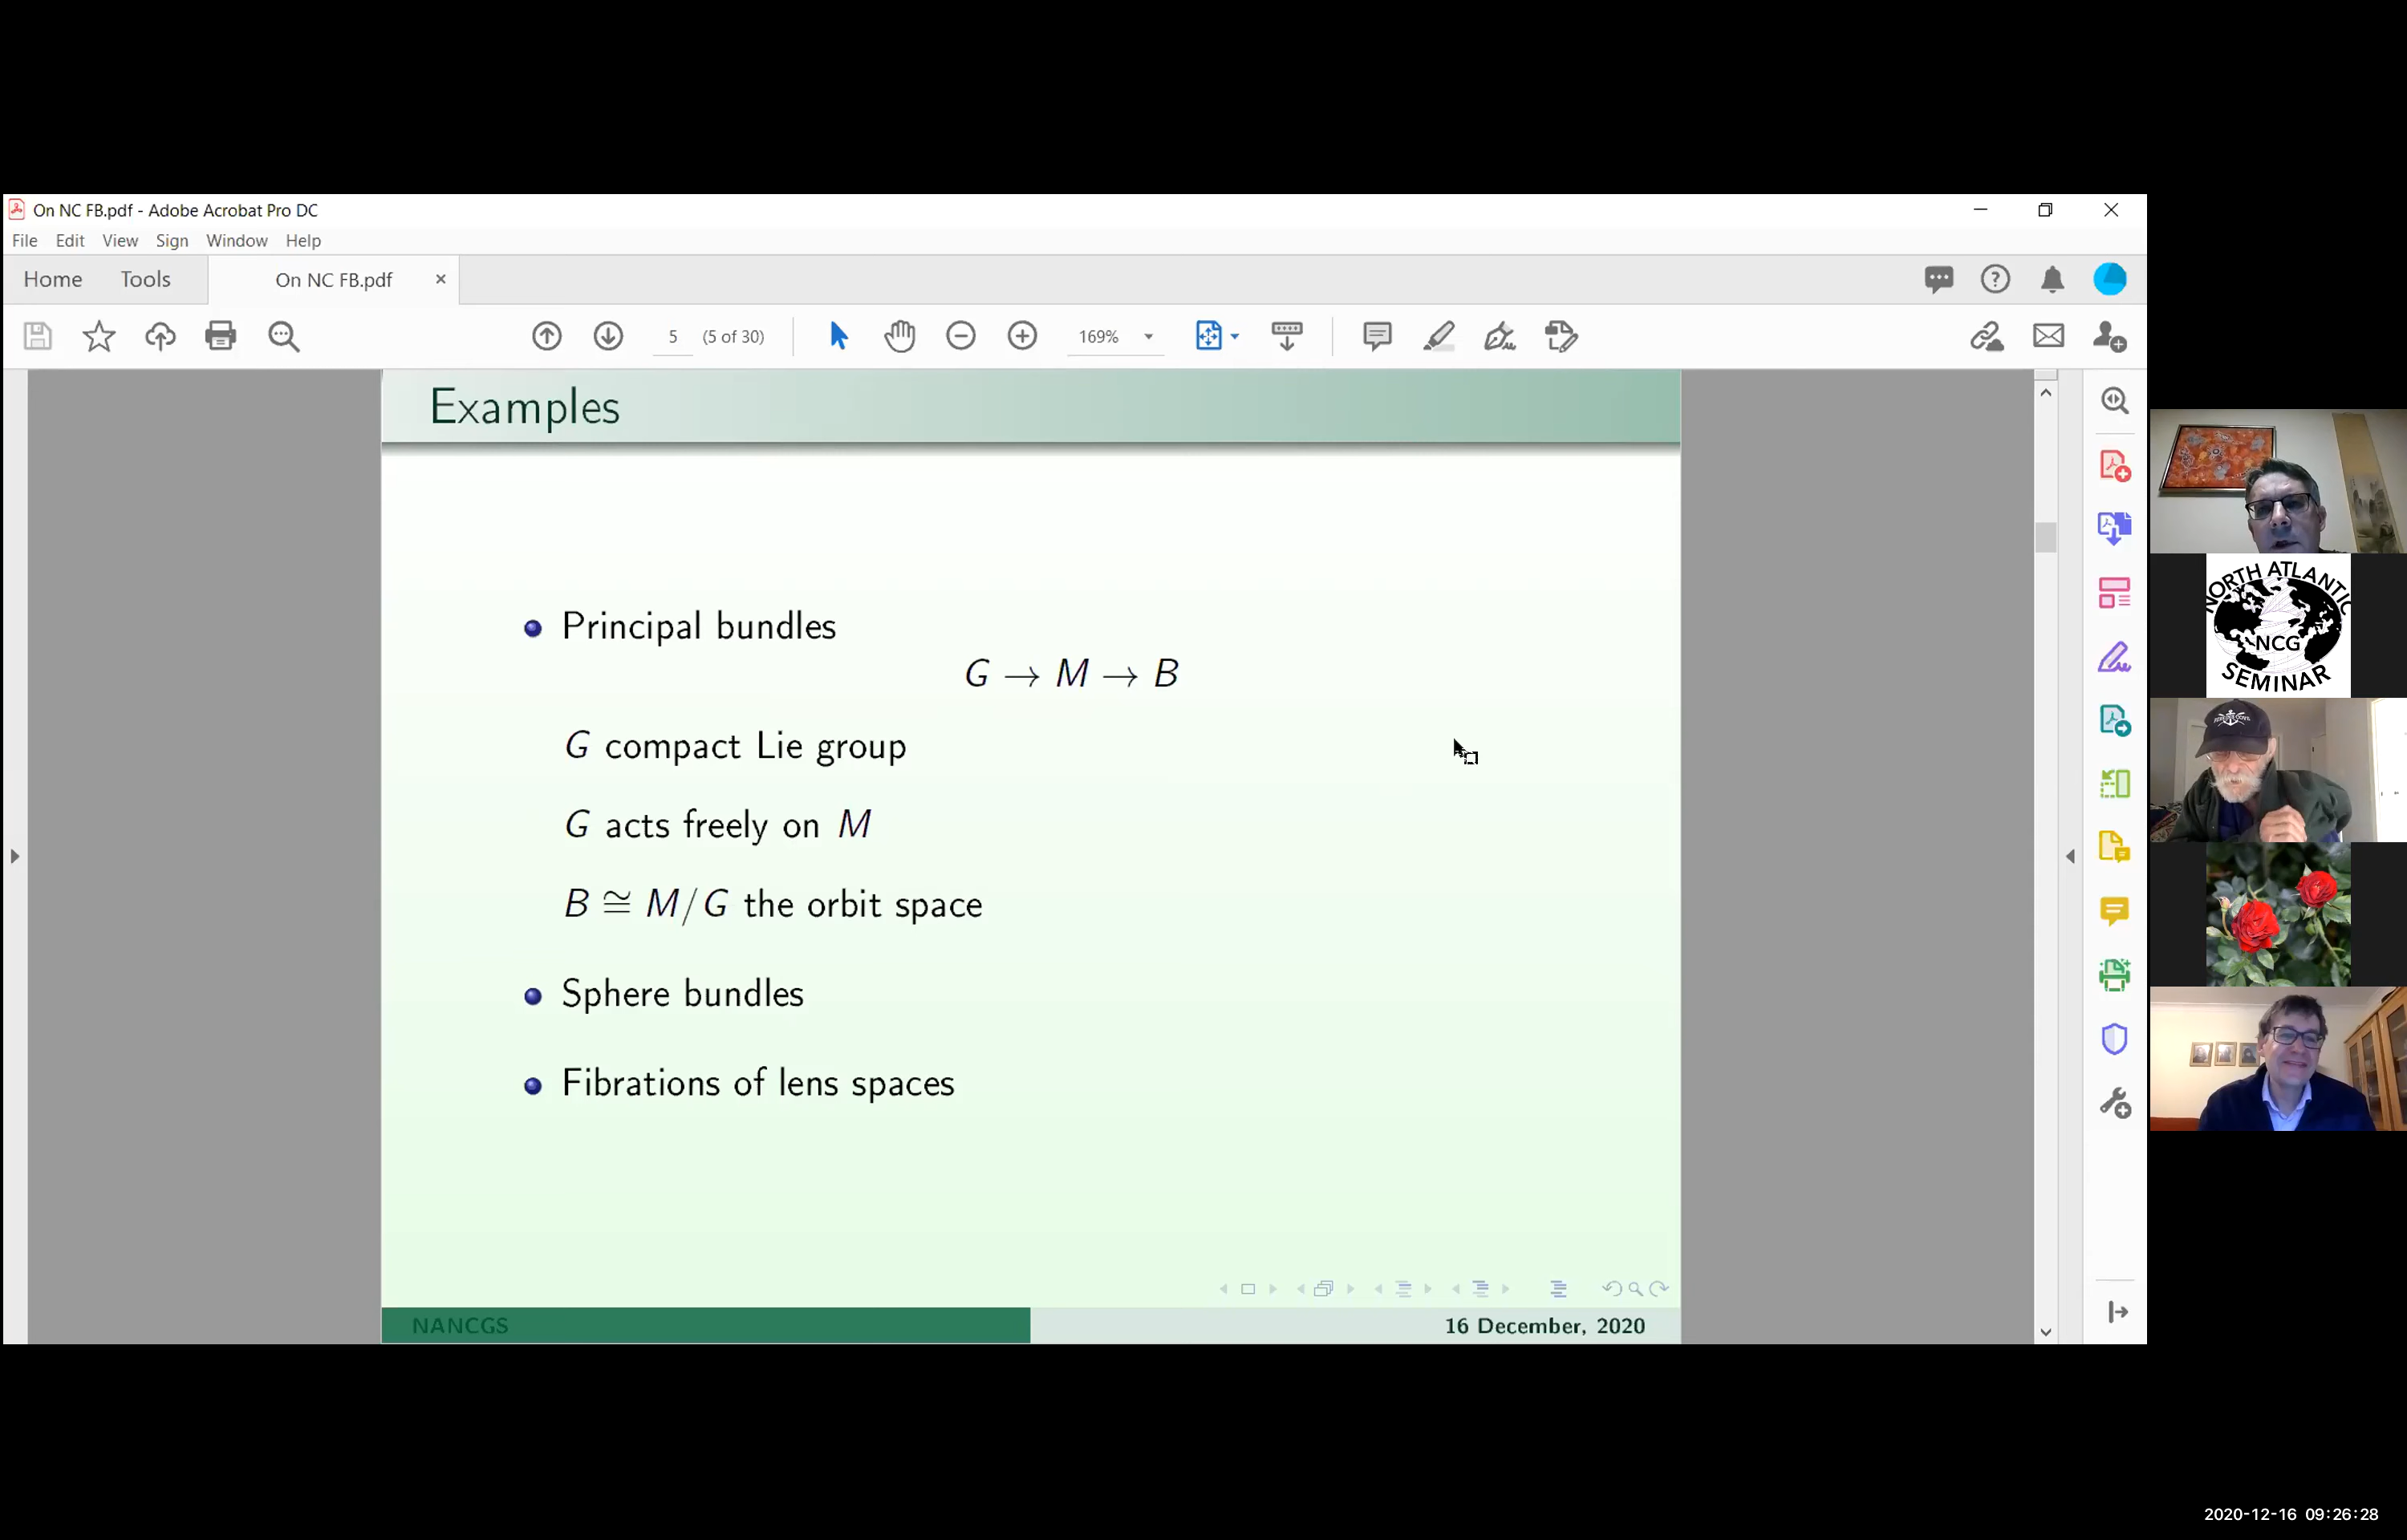 On NC FB.pdf - Adobe Acrobat Pro DC
File Edit View Sign Window Help
Home Tools On NC FB.pdf ×
5 (5 of 30) 169%
Examples
Principal bundles
G → M → B
G compact Lie group
G acts freely on M
B ≅ M/G the orbit space
Sphere bundles
Fibrations of lens spaces
NANCGS 16 December, 2020
NORTH ATLANTIC
NCG
SEMINAR
2020-12-16 09:26:28